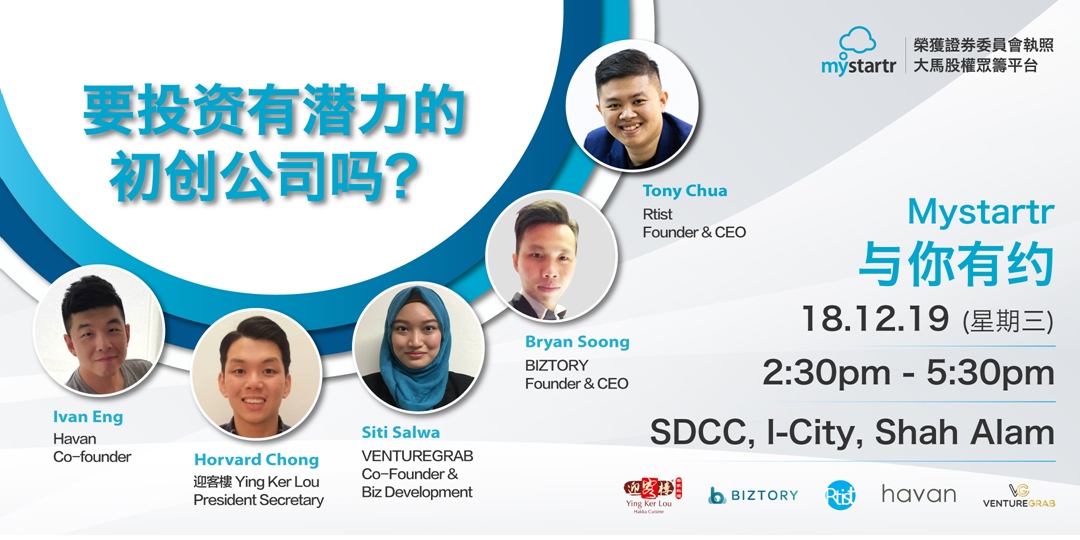 要投资有潜力的
初创公司吗?
mystartr
榮獲證券委員會執照
大馬股權眾籌平台
Tony Chua
Rtist
Founder & CEO
Bryan Soong
BIZTORY
Founder & CEO
Siti Salwa
VENTUREGRAB
Co-Founder &
Biz Development
Horvard Chong
迎客樓 Ying Ker Lou
President Secretary
Ivan Eng
Havan
Co-founder
Mystartr
与你有约
18.12.19 (星期三)
2:30pm - 5:30pm
SDCC, I-City, Shah Alam
迎客樓
Ying Ker Lou
Hakka Cuisine
BIZTORY
Rtist
havan
VG
VENTUREGRAB